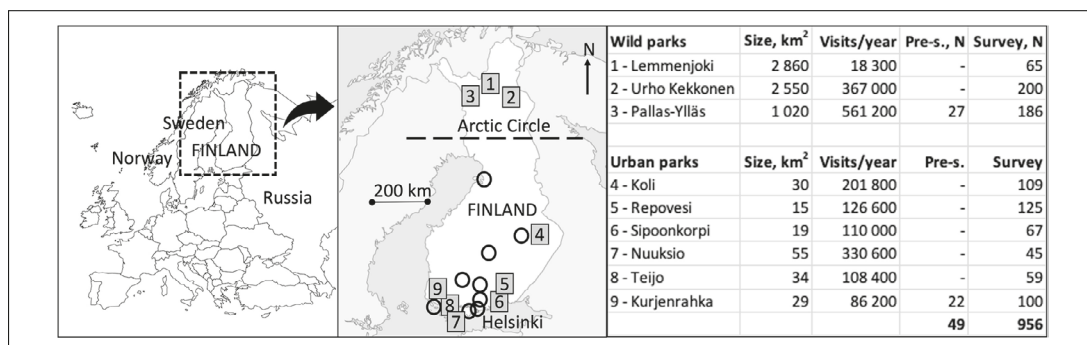 Sweden
Norway
FINLAND
Russia
N
1
3
2
Arctic Circle
200 km
FINLAND
4
9
5
8
6
7
Helsinki
Wild parks Size, km² Visits/year Pre-s., N Survey, N
1 - Lemmenjoki 2 860 18 300 - 65
2 - Urho Kekkonen 2 550 367 000 - 200
3 - Pallas-Ylläs 1 020 561 200 27 186
Urban parks Size, km² Visits/year Pre-s. Survey
4 - Koli 30 201 800 - 109
5 - Repovesi 15 126 600 - 125
6 - Sipoonkorpi 19 110 000 - 67
7 - Nuuksio 55 330 600 - 45
8 - Teijo 34 108 400 - 59
9 - Kurjenrahka 29 86 200 22 100
49 956